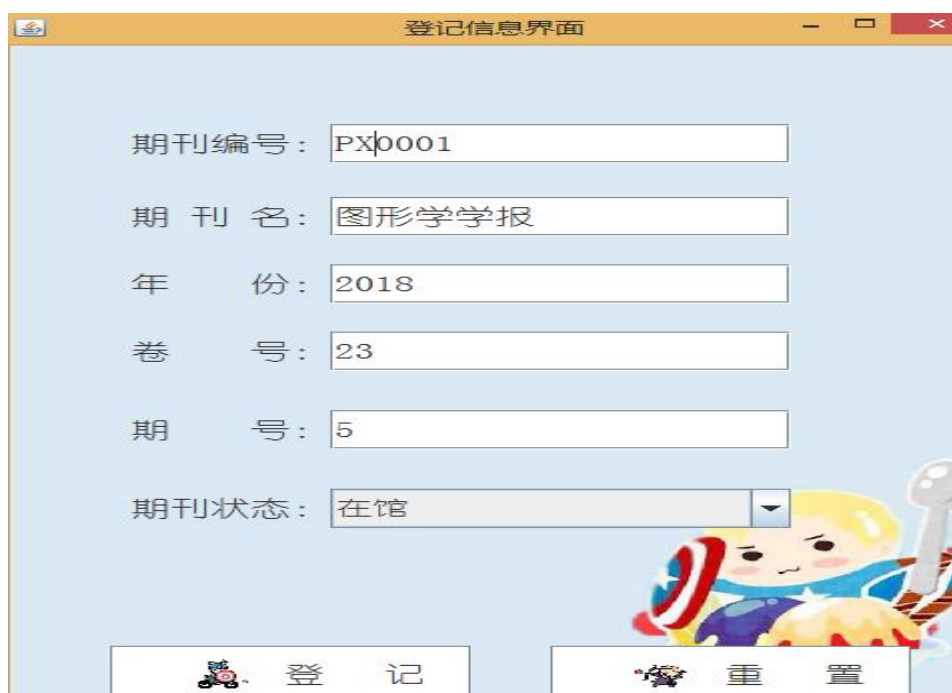 登记信息界面
期刊编号: PX0001
期 刊 名: 图形学学报
年 份: 2018
卷 号: 23
期 号: 5
期刊状态: 在馆
登 记 重 置